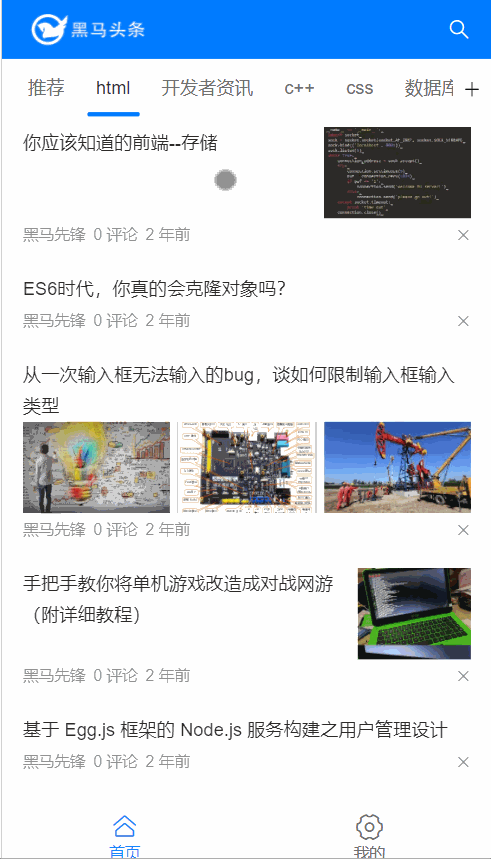 黑马头条
推荐 html 开发者资讯 c++ css 数据库
你应该知道的前端--存储
黑马先锋 0 评论 2 年前
ES6时代，你真的会克隆对象吗?
黑马先锋 0 评论 2 年前
从一次输入框无法输入的bug，谈如何限制输入框输入
类型
黑马先锋 0 评论 2 年前
手把手教你将单机游戏改造成对战网游
（附详细教程）
黑马先锋 0 评论 2 年前
基于 Egg.js 框架的 Node.js 服务构建之用户管理设计
黑马先锋 0 评论 2 年前
首页 我的